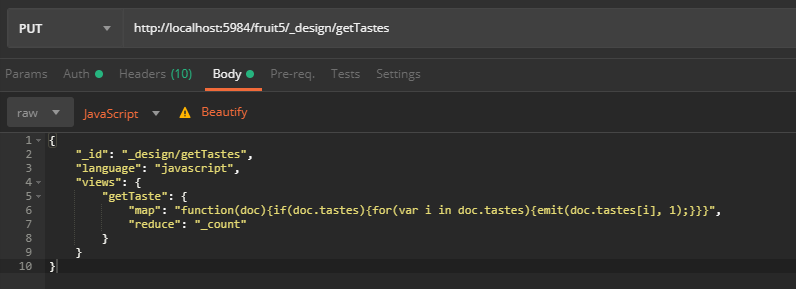 PUT http://localhost:5984/fruit5/_design/getTastes
Params Auth Headers (10) Body Pre-req. Tests Settings
raw JavaScript Beautify
1 {
2 "_id": "_design/getTastes",
3 "language": "javascript",
4 "views": {
5 "getTaste": {
6 "map": "function(doc){if(doc.tastes){for(var i in doc.tastes){emit(doc.tastes[i], 1);}}}",
7 "reduce": "_count"
8 }
9 }
10 }